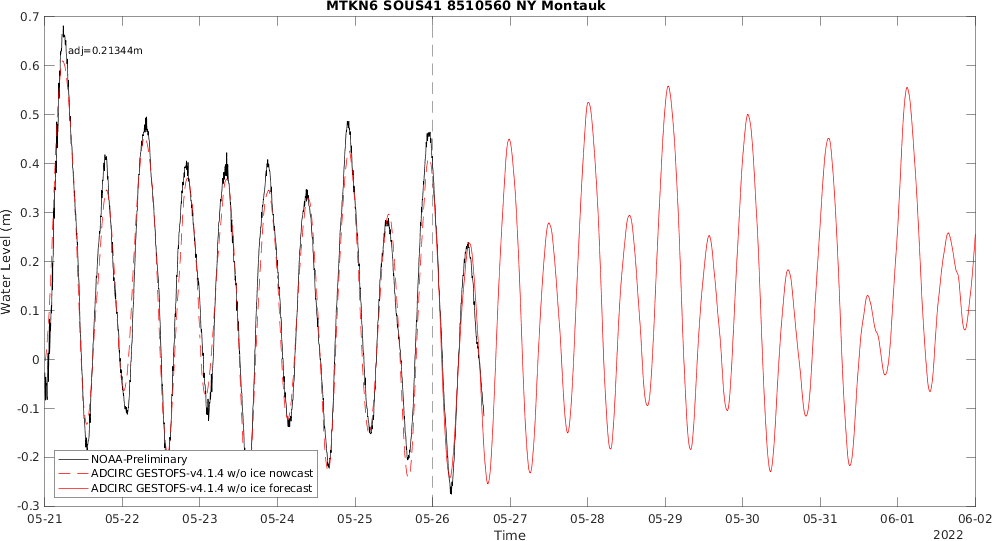 MTKN6 SOUS41 8510560 NY Montauk
0.7
adj=0.21344m
0.6
0.5
0.4
0.3
0.2
0.1
0
-0.1
-0.2
-0.3
Water Level (m)
NOAA-Preliminary
ADCIRC GESTOFS-v4.1.4 w/o ice nowcast
ADCIRC GESTOFS-v4.1.4 w/o ice forecast
05-21 05-22 05-23 05-24 05-25 05-26 05-27 05-28 05-29 05-30 05-31 06-01 06-02
Time
2022